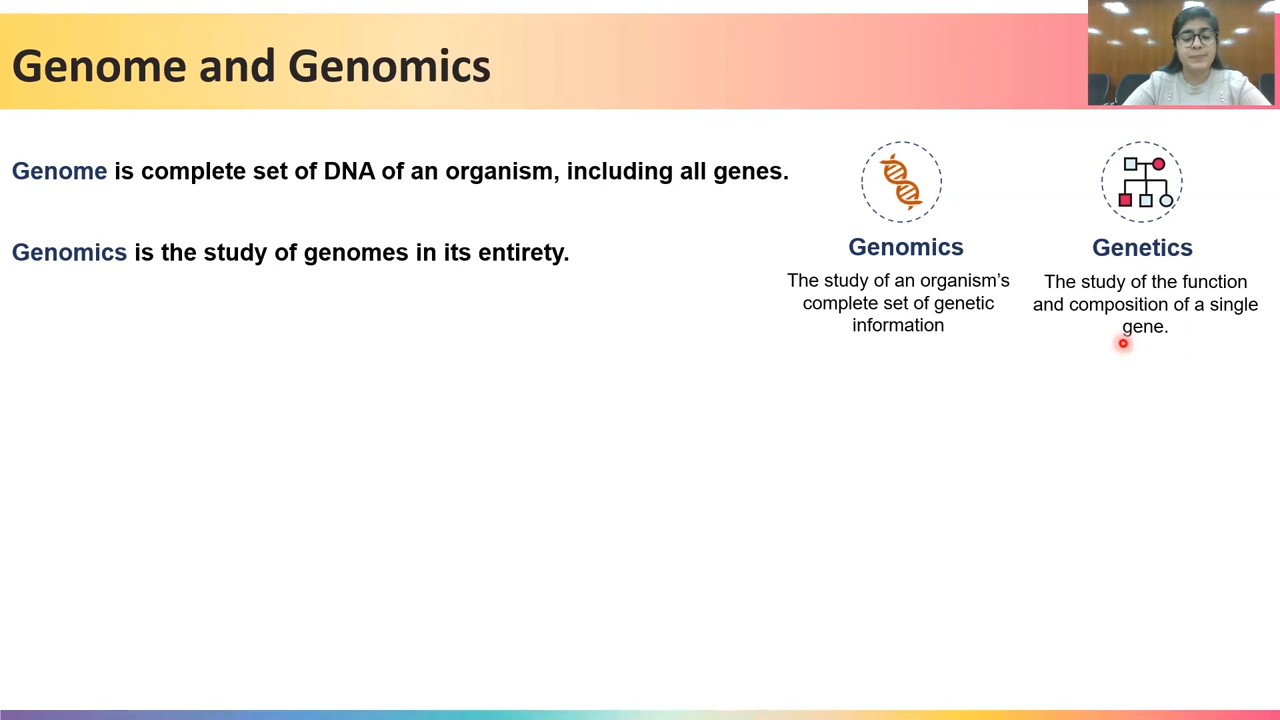 Genome and Genomics
Genome is complete set of DNA of an organism, including all genes.
Genomics is the study of genomes in its entirety.
Genomics
The study of an organism’s
complete set of genetic
information
Genetics
The study of the function
and composition of a single
gene.